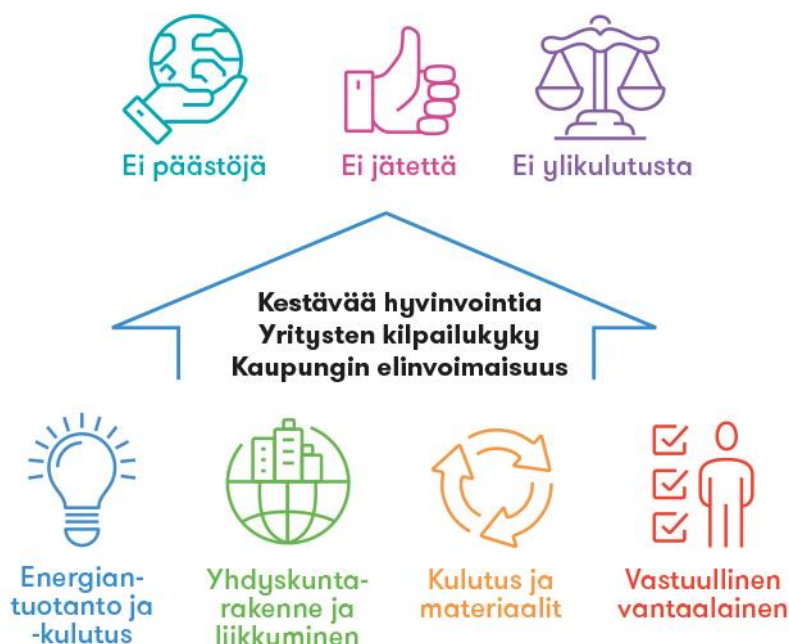 Ei päästöjä
Ei jätettä
Ei ylikulutusta
Kestävää hyvinvointia
Yritysten kilpailukyky
Kaupungin elinvoimaisuus
Energian-
tuotanto ja
-kulutus
Yhdyskunta-
rakenne ja
liikkuminen
Kulutus ja
materiaalit
Vastuullinen
vantaalainen